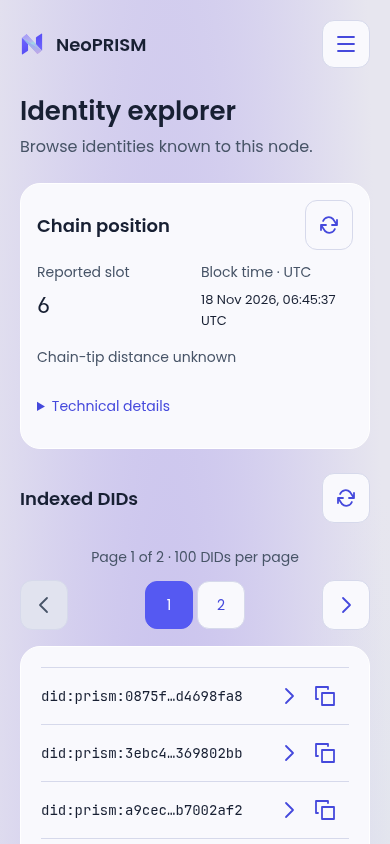 NeoPRISM
Identity explorer
Browse identities known to this node.
Chain position
Reported slot
Block time · UTC
6
18 Nov 2026, 06:45:37
UTC
Chain-tip distance unknown
Technical details
Indexed DIDs
Page 1 of 2 · 100 DIDs per page
1
2
did:prism:0875f…d4698fa8
did:prism:3ebc4…369802bb
did:prism:a9cec…b7002af2